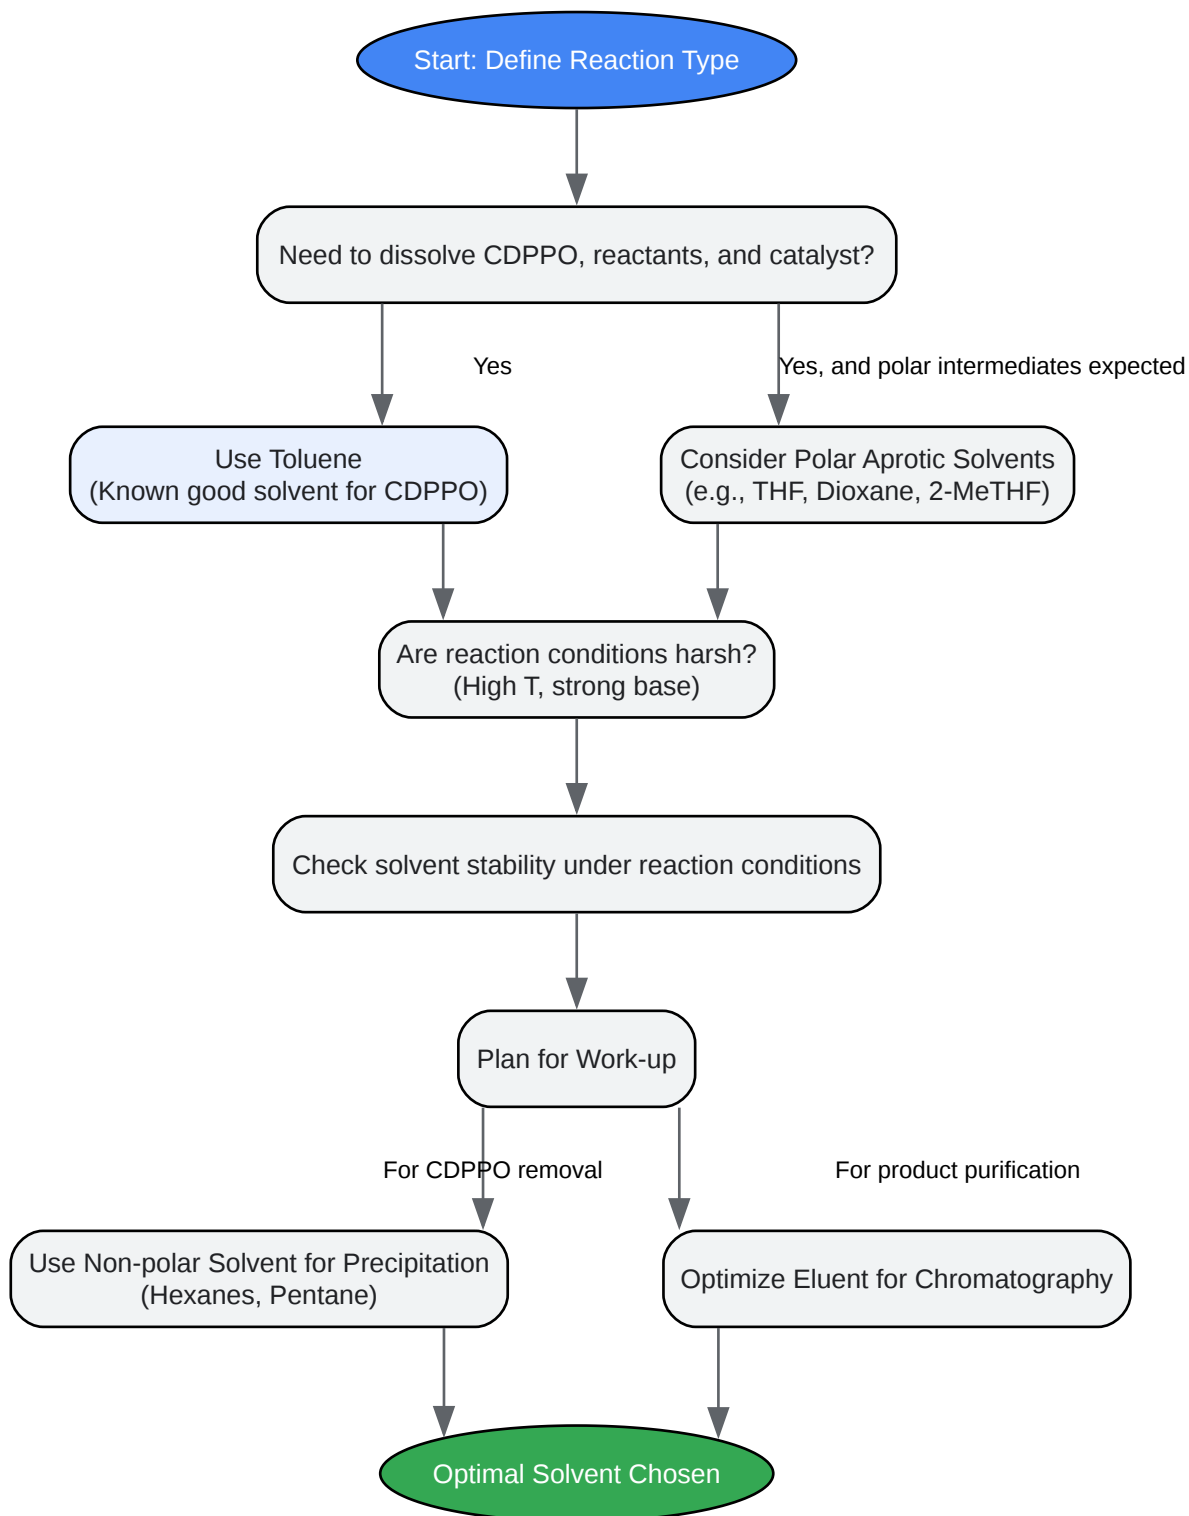 Start: Define Reaction Type
Need to dissolve CDPPO, reactants, and catalyst?
Yes
Yes, and polar intermediates expected
Use Toluene
(Known good solvent for CDPPO)
Consider Polar Aprotic Solvents
(e.g., THF, Dioxane, 2-MeTHF)
Are reaction conditions harsh?
(High T, strong base)
Check solvent stability under reaction conditions
Plan for Work-up
For CDPPO removal
For product purification
Use Non-polar Solvent for Precipitation
(Hexanes, Pentane)
Optimize Eluent for Chromatography
Optimal Solvent Chosen